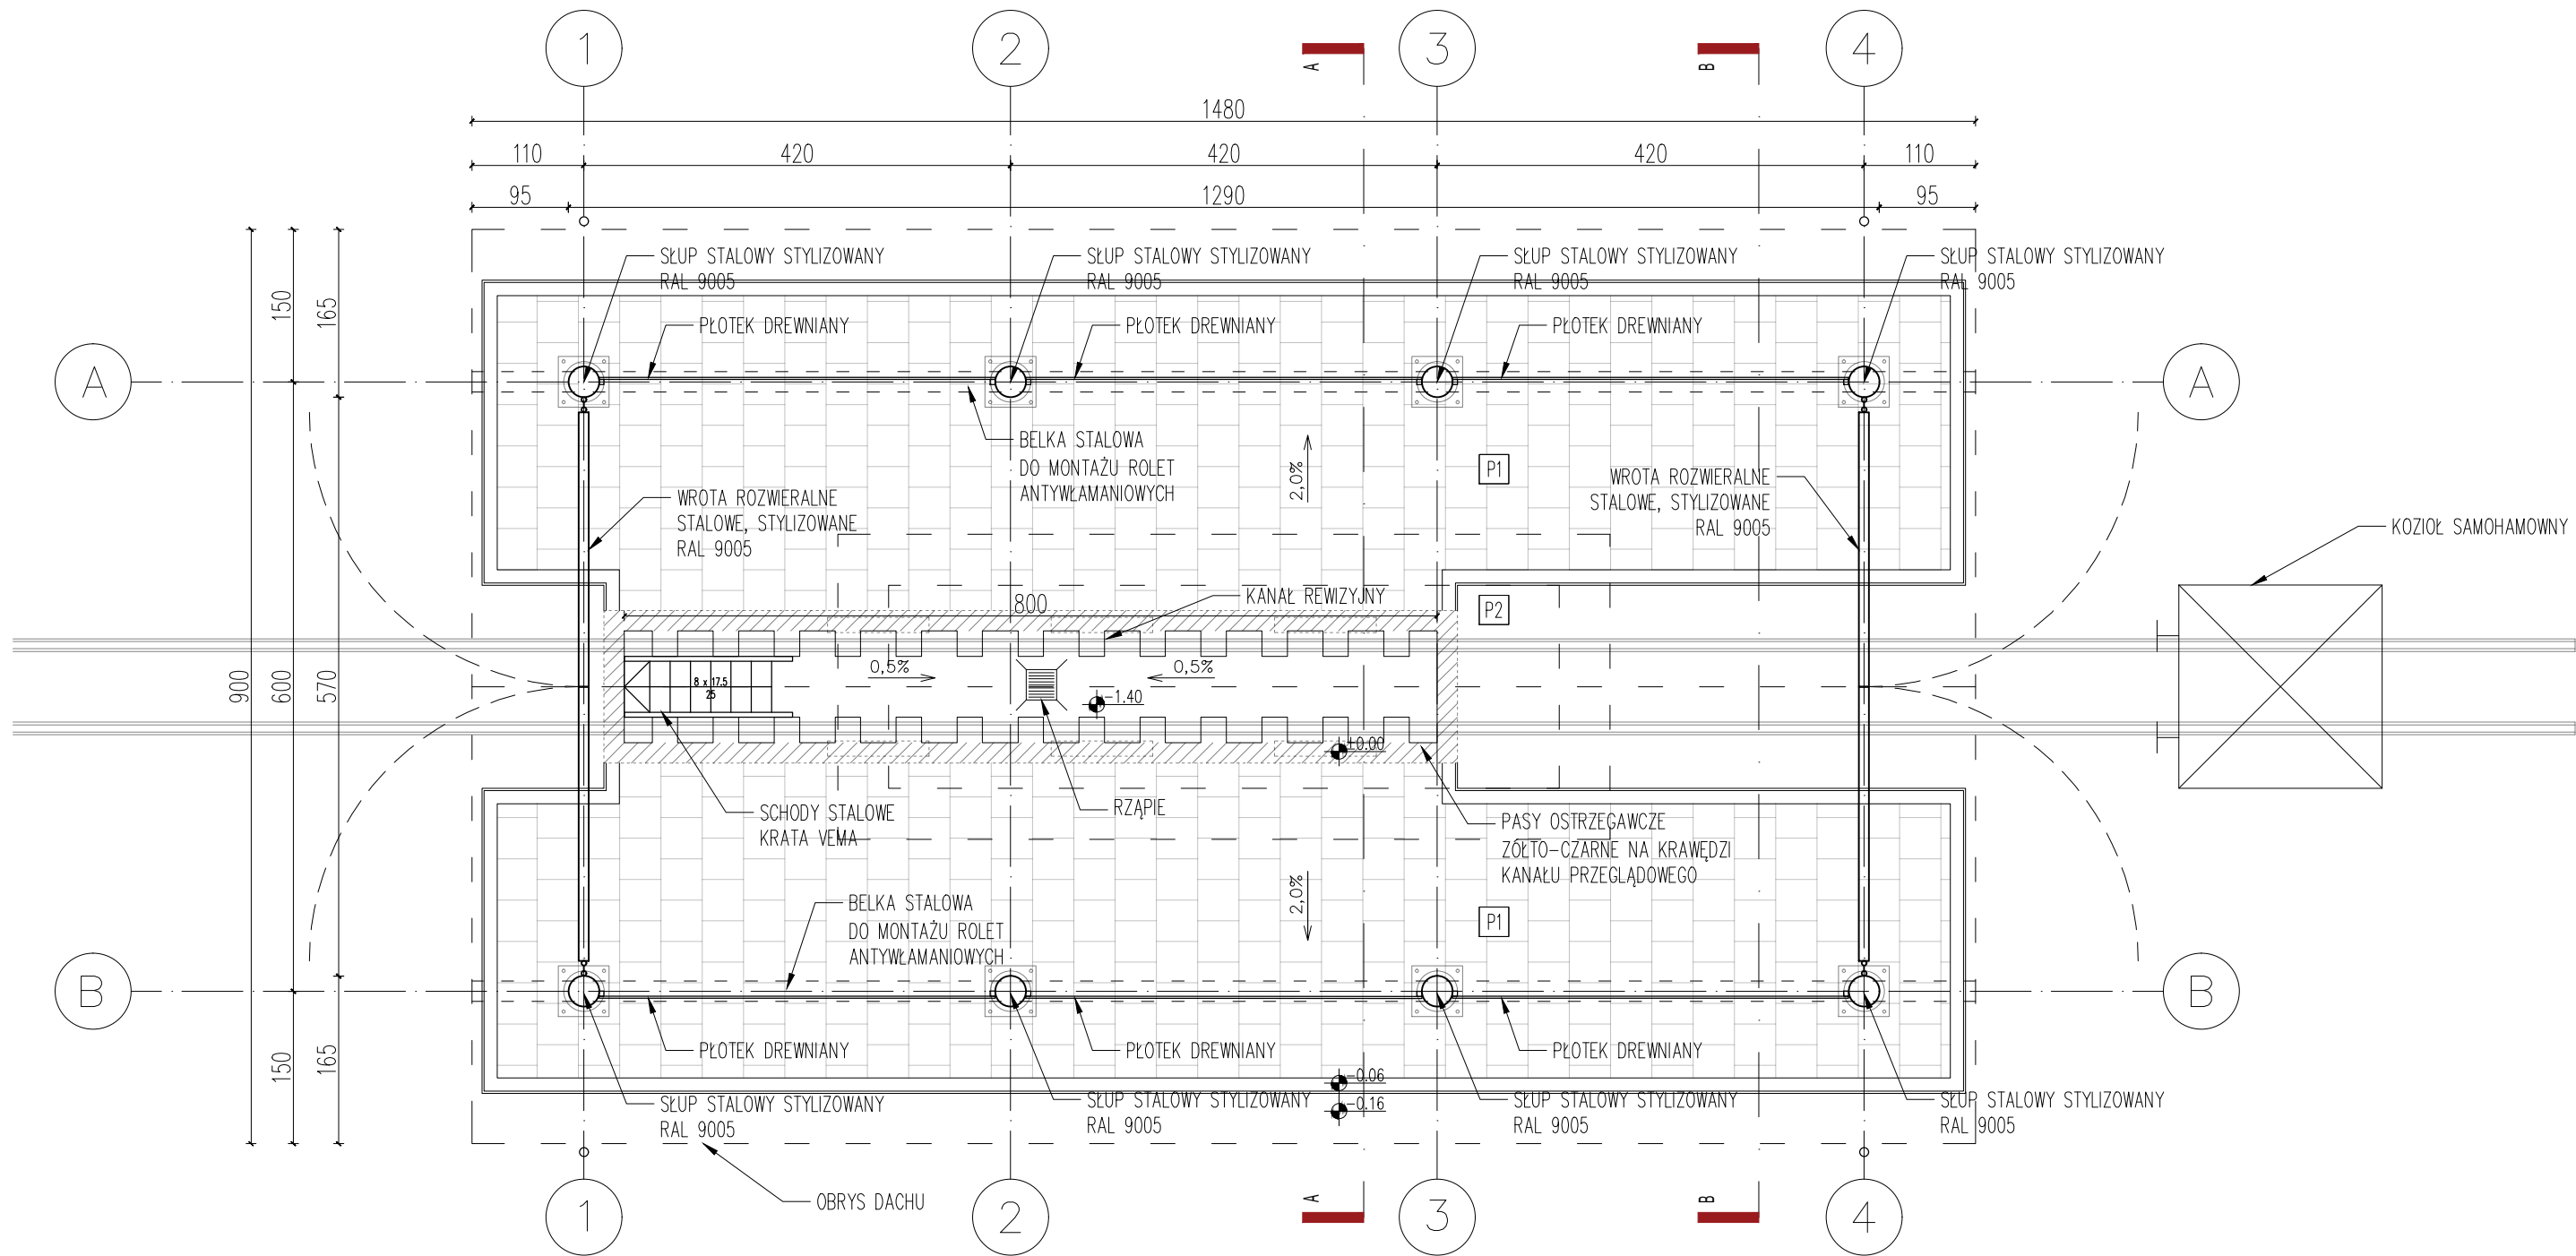 1
2
A
3
B
4
1480
110
420
420
420
110
95
1290
95
SŁUP STALOWY STYLIZOWANY
RAL 9005
SŁUP STALOWY STYLIZOWANY
RAL 9005
SŁUP STALOWY STYLIZOWANY
RAL 9005
SŁUP STALOWY STYLIZOWANY
RAL 9005
150
165
PŁOTEK DREWNIANY
PŁOTEK DREWNIANY
PŁOTEK DREWNIANY
A
A
BELKA STALOWA
DO MONTAŻU ROLET
ANTYWŁAMANIOWYCH
2,0%
P1
WROTA ROZWIERALNE
STALOWE, STYLIZOWANE
RAL 9005
WROTA ROZWIERALNE
STALOWE, STYLIZOWANE
RAL 9005
KOZIOŁ SAMOHAMOWNY
800
KANAŁ REWIZYJNY
P2
900
600
570
8 x 17.5
25
0,5%
0,5%
-1.40
±0.00
SCHODY STALOWE
KRATA VEMA
RZĄPIE
PASY OSTRZEGAWCZE
ZÓŁTO-CZARNE NA KRAWĘDZI
KANAŁU PRZEGLĄDOWEGO
BELKA STALOWA
DO MONTAŻU ROLET
ANTYWŁAMANIOWYCH
2,0%
P1
B
B
150
165
PŁOTEK DREWNIANY
PŁOTEK DREWNIANY
PŁOTEK DREWNIANY
-0.06
-0.16
SŁUP STALOWY STYLIZOWANY
RAL 9005
SŁUP STALOWY STYLIZOWANY
RAL 9005
SŁUP STALOWY STYLIZOWANY
RAL 9005
SŁUP STALOWY STYLIZOWANY
RAL 9005
OBRYS DACHU
1
2
A
3
B
4